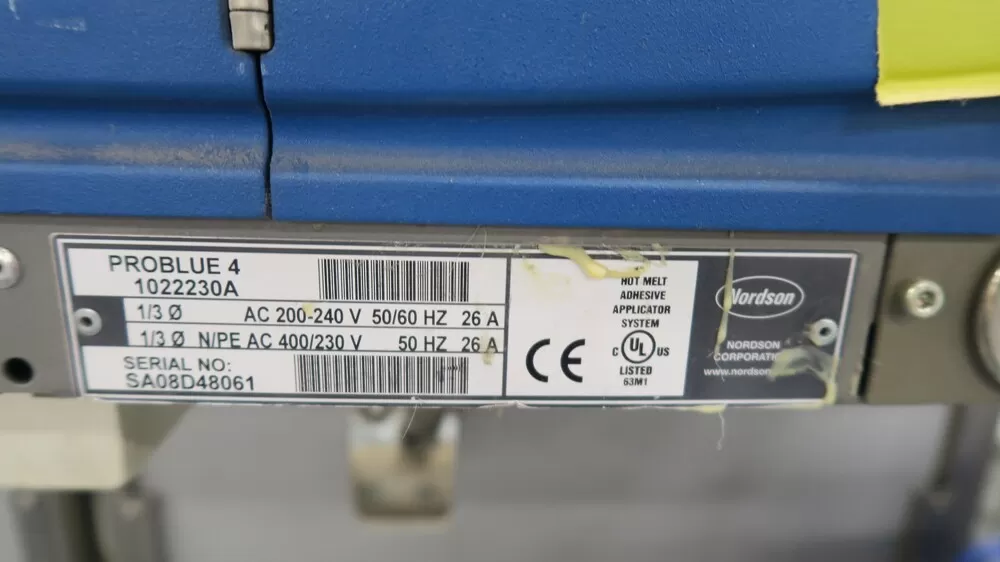 PROBLUE 4
1022230A
1/3 Ø AC 200-240 V 50/60 HZ 26 A
1/3 Ø N/PE AC 400/230 V 50 HZ 26 A
SERIAL NO:
SA08D48061
CE
HOT MELT
ADHESIVE
APPLICATOR
SYSTEM
C UL US
LISTED
63M1
Nordson
NORDSON
CORPORATION
www.nordson